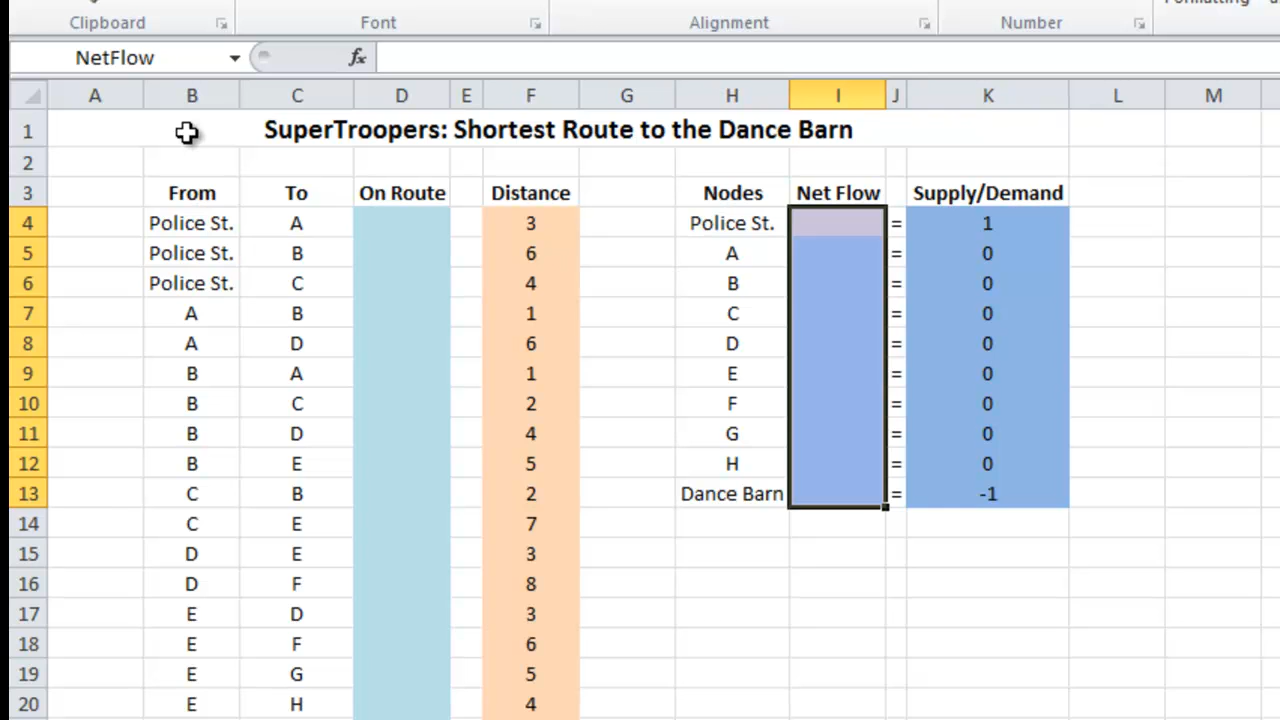 Formatting
Clipboard Font Alignment Number
NetFlow fx
A B C D E F G H I J K L M
1 SuperTroopers: Shortest Route to the Dance Barn
2
3 From To On Route Distance Nodes Net Flow Supply/Demand
4 Police St. A 3 Police St. = 1
5 Police St. B 6 A = 0
6 Police St. C 4 B = 0
7 A B 1 C = 0
8 A D 6 D = 0
9 B A 1 E = 0
10 B C 2 F = 0
11 B D 4 G = 0
12 B E 5 H = 0
13 C B 2 Dance Barn = -1
14 C E 7
15 D E 3
16 D F 8
17 E D 3
18 E F 6
19 E G 5
20 E H 4